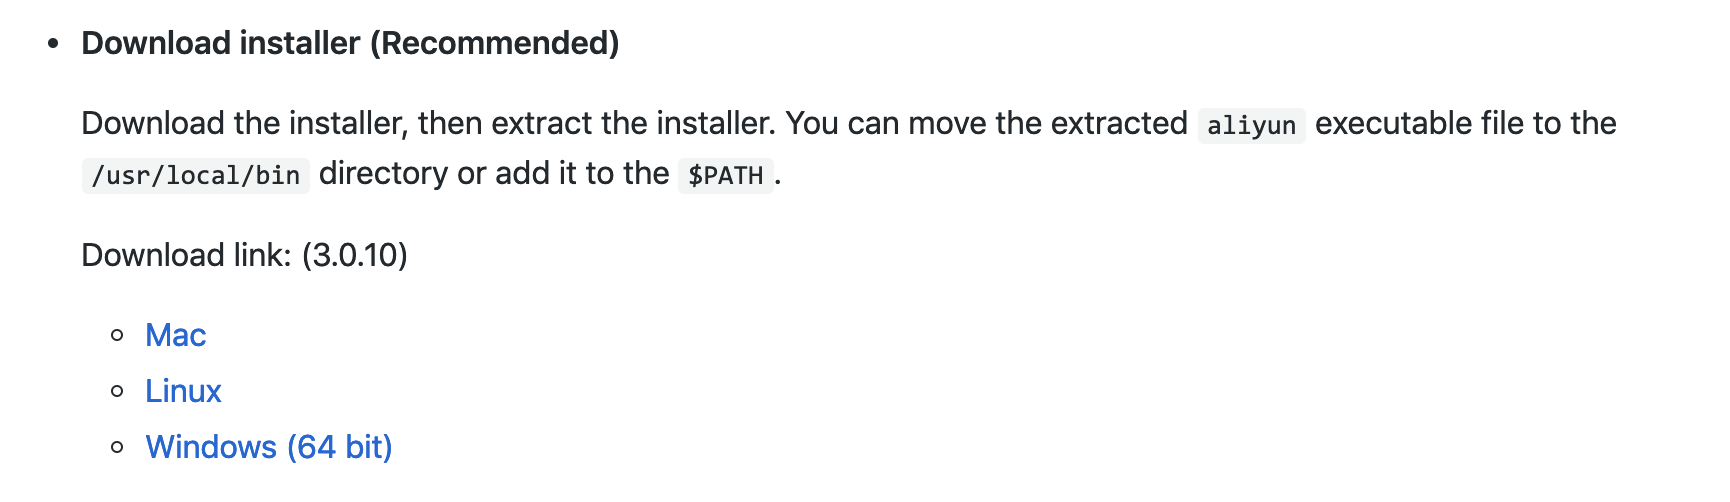 Download installer (Recommended)
Download the installer, then extract the installer. You can move the extracted aliyun executable file to the
/usr/local/bin directory or add it to the $PATH.
Download link: (3.0.10)
Mac
Linux
Windows (64 bit)